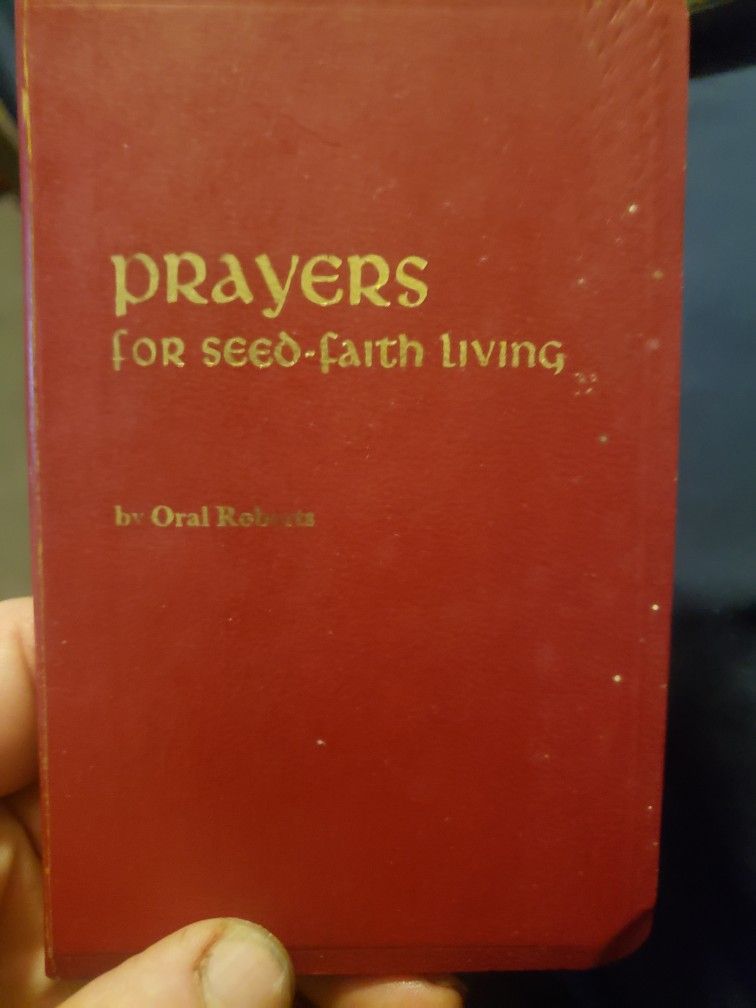 PRAYERS
FOR SEED-FAITH LIVING
by Oral Roberts